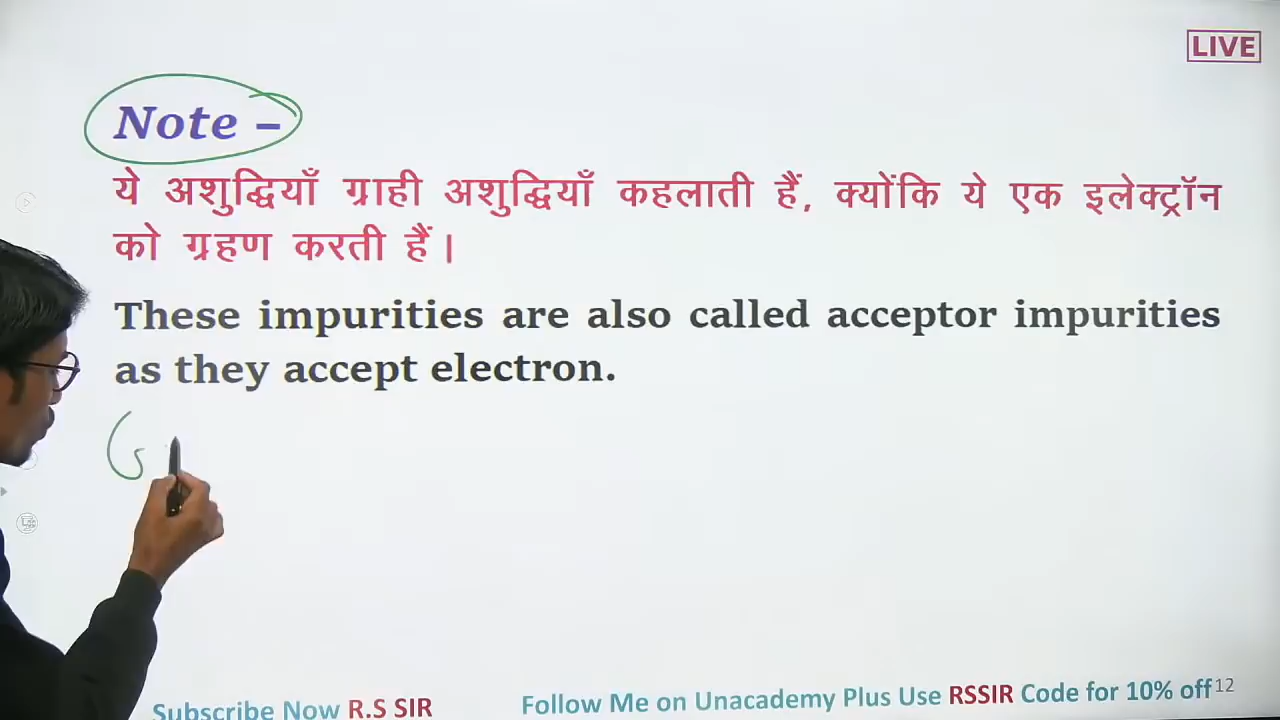 LIVE
Note –
ये अशुद्धियाँ ग्राही अशुद्धियाँ कहलाती हैं, क्योंकि ये एक इलेक्ट्रॉन
को ग्रहण करती हैं।
These impurities are also called acceptor impurities
as they accept electron.
G
Subscribe Now R.S SIR
Follow Me on Unacademy Plus Use RSSIR Code for 10% off
12